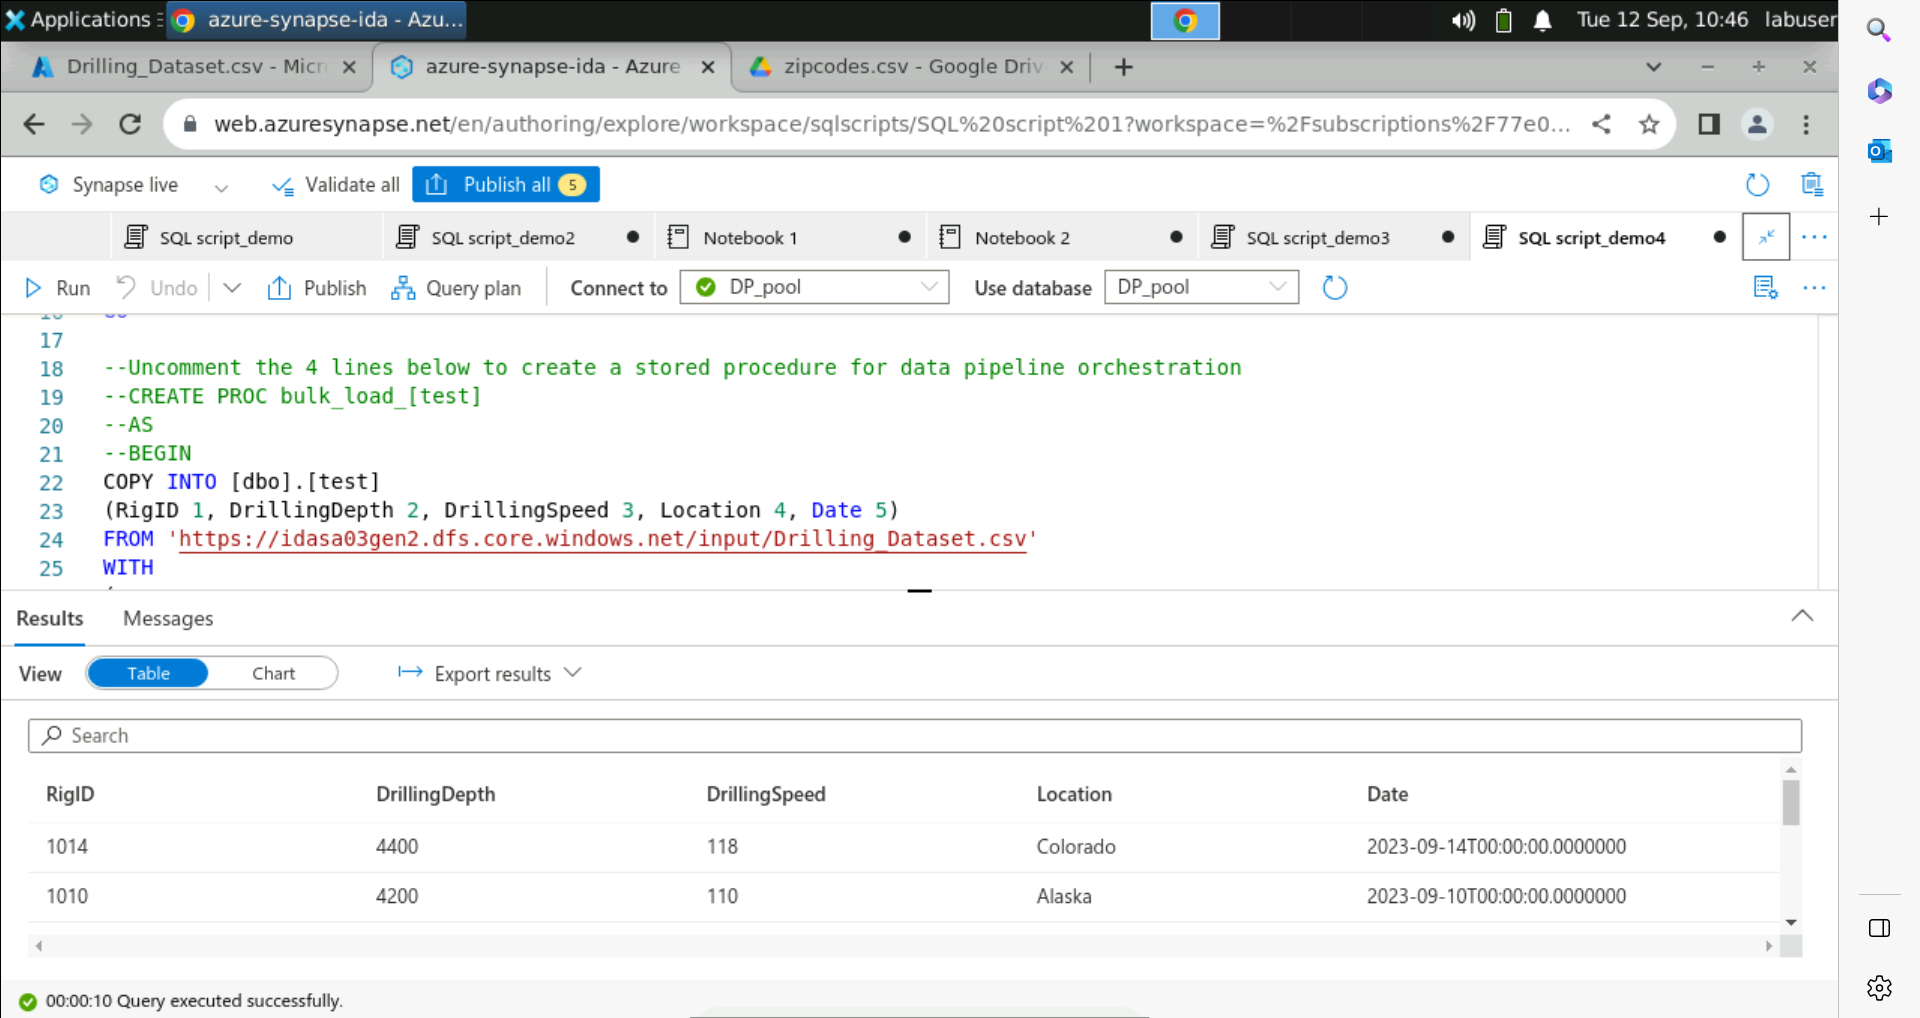 Applications azure-synapse-ida - Azu... Tue 12 Sep, 10:46 labuser
Drilling_Dataset.csv - Micr azure-synapse-ida - Azure zipcodes.csv - Google Driv
web.azuresynapse.net/en/authoring/explore/workspace/sqlscripts/SQL%20script%201?workspace=%2Fsubscriptions%2F77e0...
Synapse live Validate all Publish all 5
SQL script_demo SQL script_demo2 Notebook 1 Notebook 2 SQL script_demo3 SQL script_demo4
Run Undo Publish Query plan Connect to DP_pool Use database DP_pool
17
18 --Uncomment the 4 lines below to create a stored procedure for data pipeline orchestration
19 --CREATE PROC bulk_load_[test]
20 --AS
21 --BEGIN
22 COPY INTO [dbo].[test]
23 (RigID 1, DrillingDepth 2, DrillingSpeed 3, Location 4, Date 5)
24 FROM 'https://idasa03gen2.dfs.core.windows.net/input/Drilling_Dataset.csv'
25 WITH
Results Messages
View Table Chart Export results
Search
RigID DrillingDepth DrillingSpeed Location Date
1014 4400 118 Colorado 2023-09-14T00:00:00.0000000
1010 4200 110 Alaska 2023-09-10T00:00:00.0000000
00:00:10 Query executed successfully.